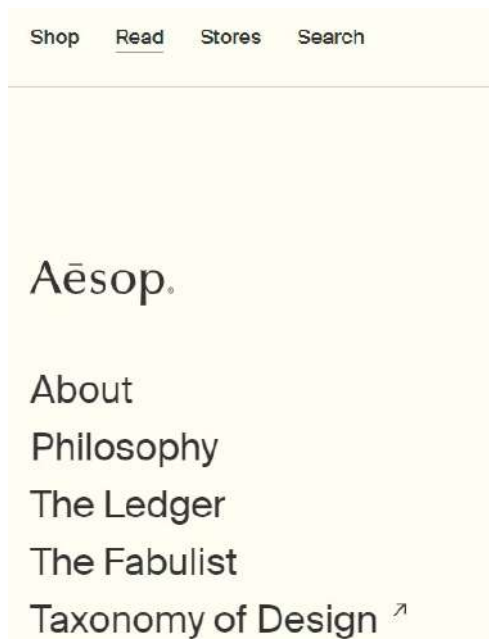 Shop Read Stores Search
Aēsop®
About
Philosophy
The Ledger
The Fabulist
Taxonomy of Design ↗